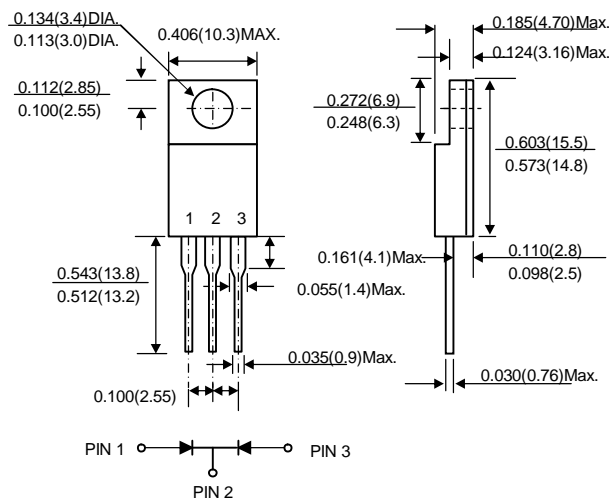 0.134(3.4)DIA.
0.113(3.0)DIA.
0.406(10.3)MAX.
0.185(4.70)Max.
0.124(3.16)Max.
0.112(2.85)
0.100(2.55)
0.272(6.9)
0.248(6.3)
0.603(15.5)
0.573(14.8)
1 2 3
0.161(4.1)Max.
0.110(2.8)
0.098(2.5)
0.543(13.8)
0.512(13.2)
0.055(1.4)Max.
0.035(0.9)Max.
0.030(0.76)Max.
0.100(2.55)
PIN 1
PIN 3
PIN 2